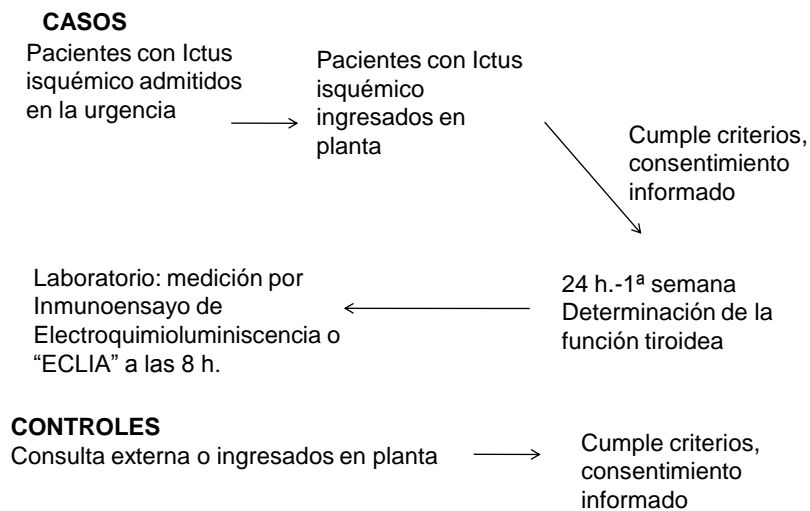 CASOS
Pacientes con Ictus
isquémico admitidos
en la urgencia
Pacientes con Ictus
isquémico
ingresados en
planta
Cumple criterios,
consentimiento
informado
24 h.-1ª semana
Determinación de la
función tiroidea
Laboratorio: medición por
Inmunoensayo de
Electroquimioluminiscencia o
“ECLIA” a las 8 h.
CONTROLES
Consulta externa o ingresados en planta
Cumple criterios,
consentimiento
informado